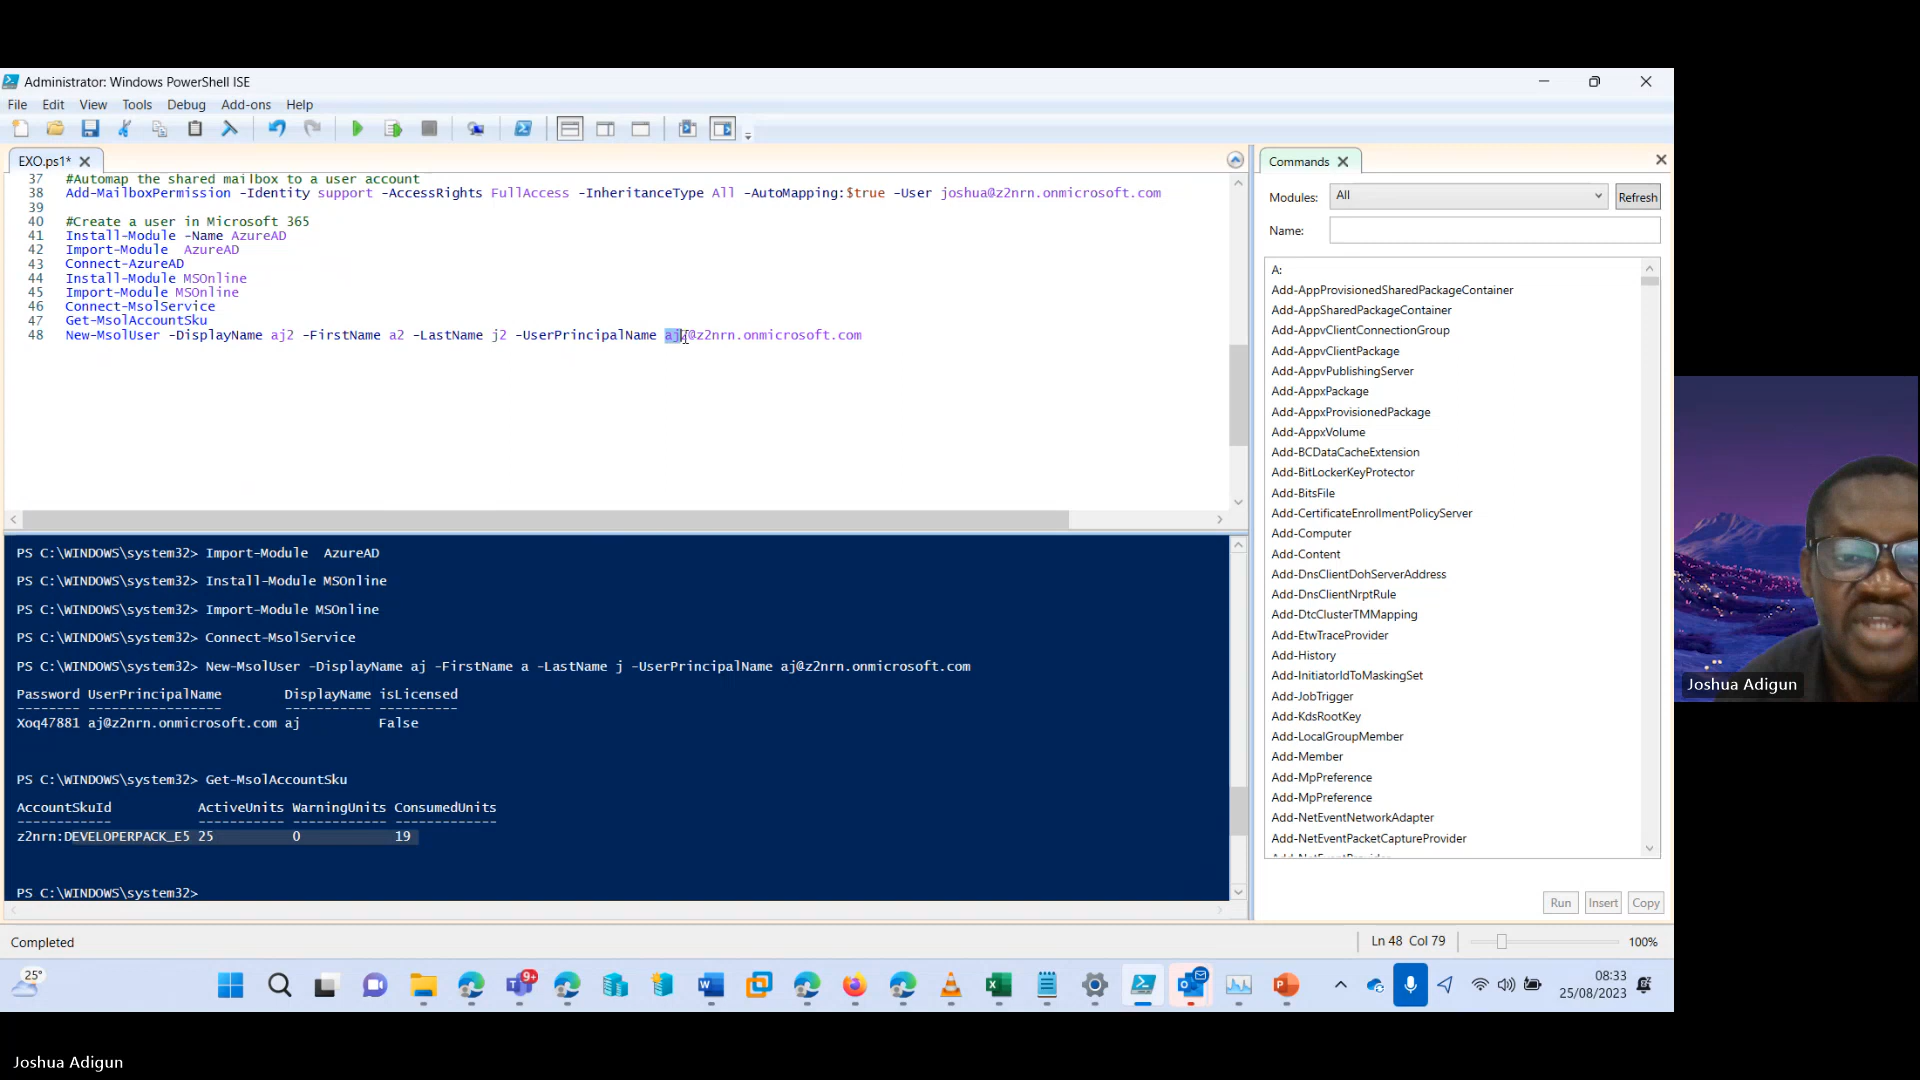 Administrator: Windows PowerShell ISE
File Edit View Tools Debug Add-ons Help
EXO.ps1*
37 #Automap the shared mailbox to a user account
38 Add-MailboxPermission -Identity support -AccessRights FullAccess -InheritanceType All -AutoMapping:$true -User joshua@z2nrn.onmicrosoft.com
39
40 #Create a user in Microsoft 365
41 Install-Module -Name AzureAD
42 Import-Module  AzureAD
43 Connect-AzureAD
44 Install-Module MSOnline
45 Import-Module MSOnline
46 Connect-MsolService
47 Get-MsolAccountSku
48 New-MsolUser -DisplayName aj2 -FirstName a2 -LastName j2 -UserPrincipalName aj@z2nrn.onmicrosoft.com
PS C:\WINDOWS\system32> Import-Module  AzureAD
PS C:\WINDOWS\system32> Install-Module MSOnline
PS C:\WINDOWS\system32> Import-Module MSOnline
PS C:\WINDOWS\system32> Connect-MsolService
PS C:\WINDOWS\system32> New-MsolUser -DisplayName aj -FirstName a -LastName j -UserPrincipalName aj@z2nrn.onmicrosoft.com
Password UserPrincipalName DisplayName isLicensed
-------- ----------------- ----------- ----------
Xoq47881 aj@z2nrn.onmicrosoft.com aj False
PS C:\WINDOWS\system32> Get-MsolAccountSku
AccountSkuId ActiveUnits WarningUnits ConsumedUnits
------------ ----------- ------------ -------------
z2nrn:DEVELOPERPACK_E5 25 0 19
PS C:\WINDOWS\system32>
Commands
Modules: All Refresh
Name:
A:
Add-AppProvisionedSharedPackageContainer
Add-AppSharedPackageContainer
Add-AppvClientConnectionGroup
Add-AppvClientPackage
Add-AppvPublishingServer
Add-AppxPackage
Add-AppxProvisionedPackage
Add-AppxVolume
Add-BCDataCacheExtension
Add-BitLockerKeyProtector
Add-BitsFile
Add-CertificateEnrollmentPolicyServer
Add-Computer
Add-Content
Add-DnsClientDohServerAddress
Add-DnsClientNrptRule
Add-DtcClusterTMMapping
Add-EtwTraceProvider
Add-History
Add-InitiatorIdToMaskingSet
Add-JobTrigger
Add-KdsRootKey
Add-LocalGroupMember
Add-Member
Add-MpPreference
Add-MpPreference
Add-NetEventNetworkAdapter
Add-NetEventPacketCaptureProvider
Run Insert Copy
Completed
Ln 48 Col 79
100%
25°
9+
08:33
25/08/2023
Joshua Adigun
Joshua Adigun